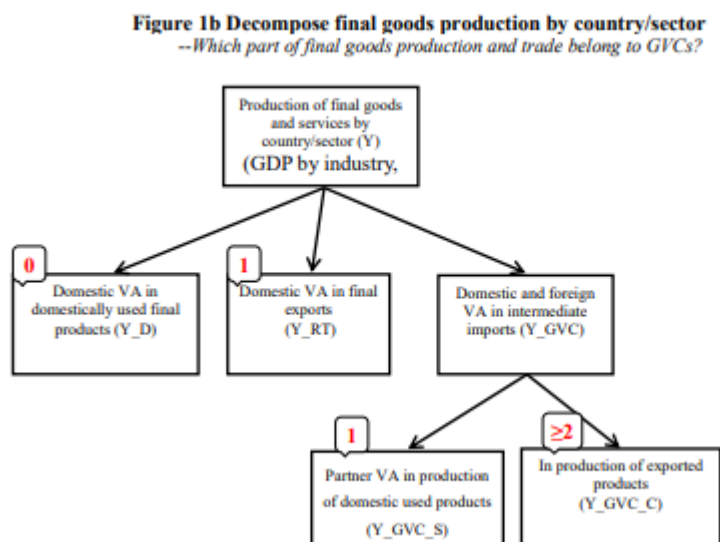 Figure 1b Decompose final goods production by country/sector
--Which part of final goods production and trade belong to GVCs?
Production of final goods
and services by
country/sector (Y)
(GDP by industry,
0
Domestic VA in
domestically used final
products (Y_D)
1
Domestic VA in final
exports
(Y_RT)
Domestic and foreign
VA in intermediate
imports (Y_GVC)
1
Partner VA in production
of domestic used products
(Y_GVC_S)
≥2
In production of exported
products
(Y_GVC_C)